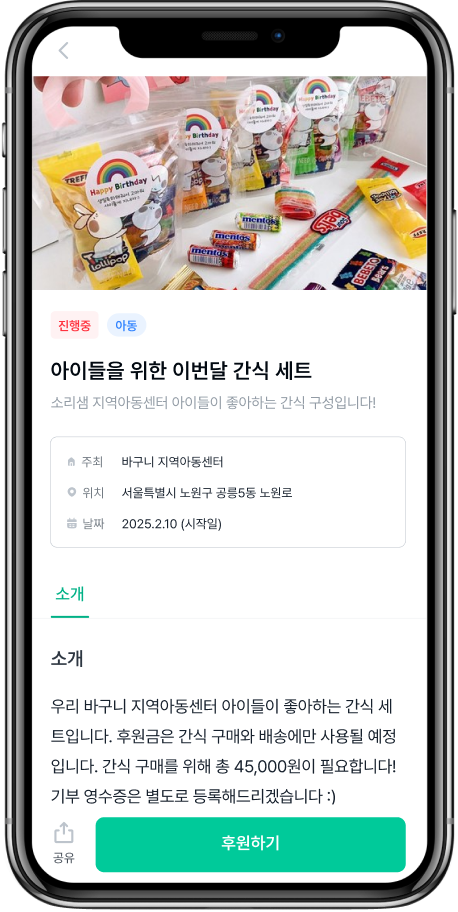 Happy Birthday
Happy Birthday
Happy Birthday
TREFI
Lollipop
mentos
mentos
mentos
BEBETO
진행중
아동
아이들을 위한 이번달 간식 세트
소리샘 지역아동센터 아이들이 좋아하는 간식 구성입니다!
주최 바구니 지역아동센터
위치 서울특별시 노원구 공릉5동 노원로
날짜 2025.2.10 (시작일)
소개
소개
우리 바구니 지역아동센터 아이들이 좋아하는 간식 세
트입니다. 후원금은 간식 구매와 배송에만 사용될 예정
입니다. 간식 구매를 위해 총 45,000원이 필요합니다!
기부 영수증은 별도로 등록해드리겠습니다 :)
공유
후원하기